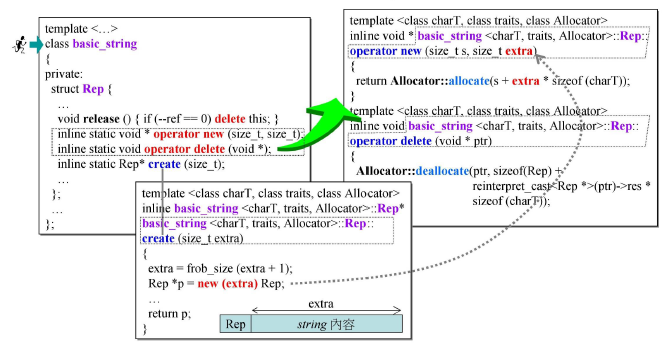 template <…>
class basic_string
{
private:
struct Rep {
…
void release () { if (--ref == 0) delete this; }
inline static void * operator new (size_t, size_t);
inline static void operator delete (void *);
inline static Rep* create (size_t);
…
};
…
};
template <class charT, class traits, class Allocator>
inline void * basic_string <charT, traits, Allocator>::Rep::
operator new (size_t s, size_t extra)
{
return Allocator::allocate(s + extra * sizeof (charT));
}
template <class charT, class traits, class Allocator>
inline void basic_string <charT, traits, Allocator>::Rep::
operator delete (void * ptr)
{
Allocator::deallocate(ptr, sizeof(Rep) +
reinterpret_cast<Rep *>(ptr)->res *
sizeof (charT));
}
template <class charT, class traits, class Allocator>
inline basic_string <charT, traits, Allocator>::Rep*
basic_string <charT, traits, Allocator>::Rep::
create (size_t extra)
{
extra = frob_size (extra + 1);
Rep *p = new (extra) Rep;
…
return p;
}
extra
Rep
string 內容